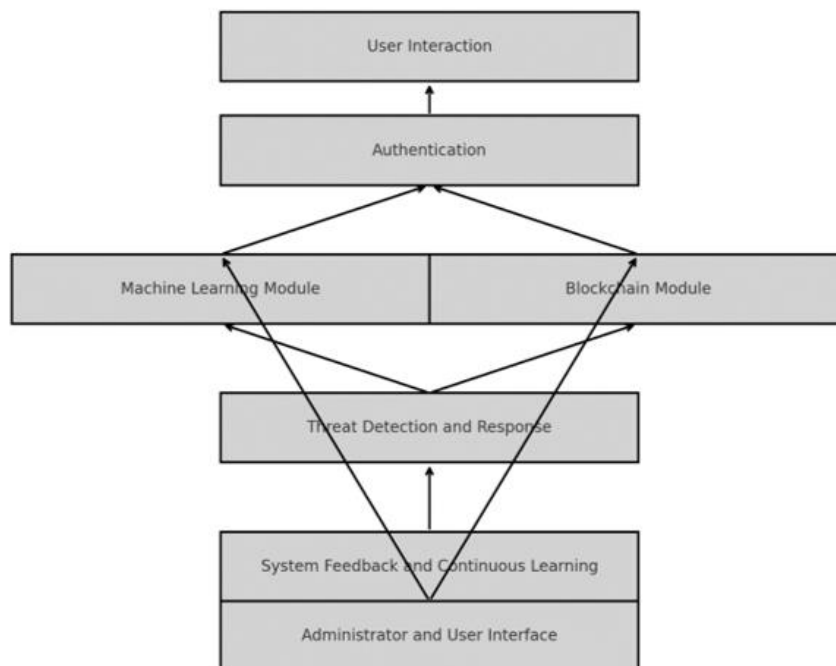 User Interaction
Authentication
Machine Learning Module
Blockchain Module
Threat Detection and Response
System Feedback and Continuous Learning
Administrator and User Interface